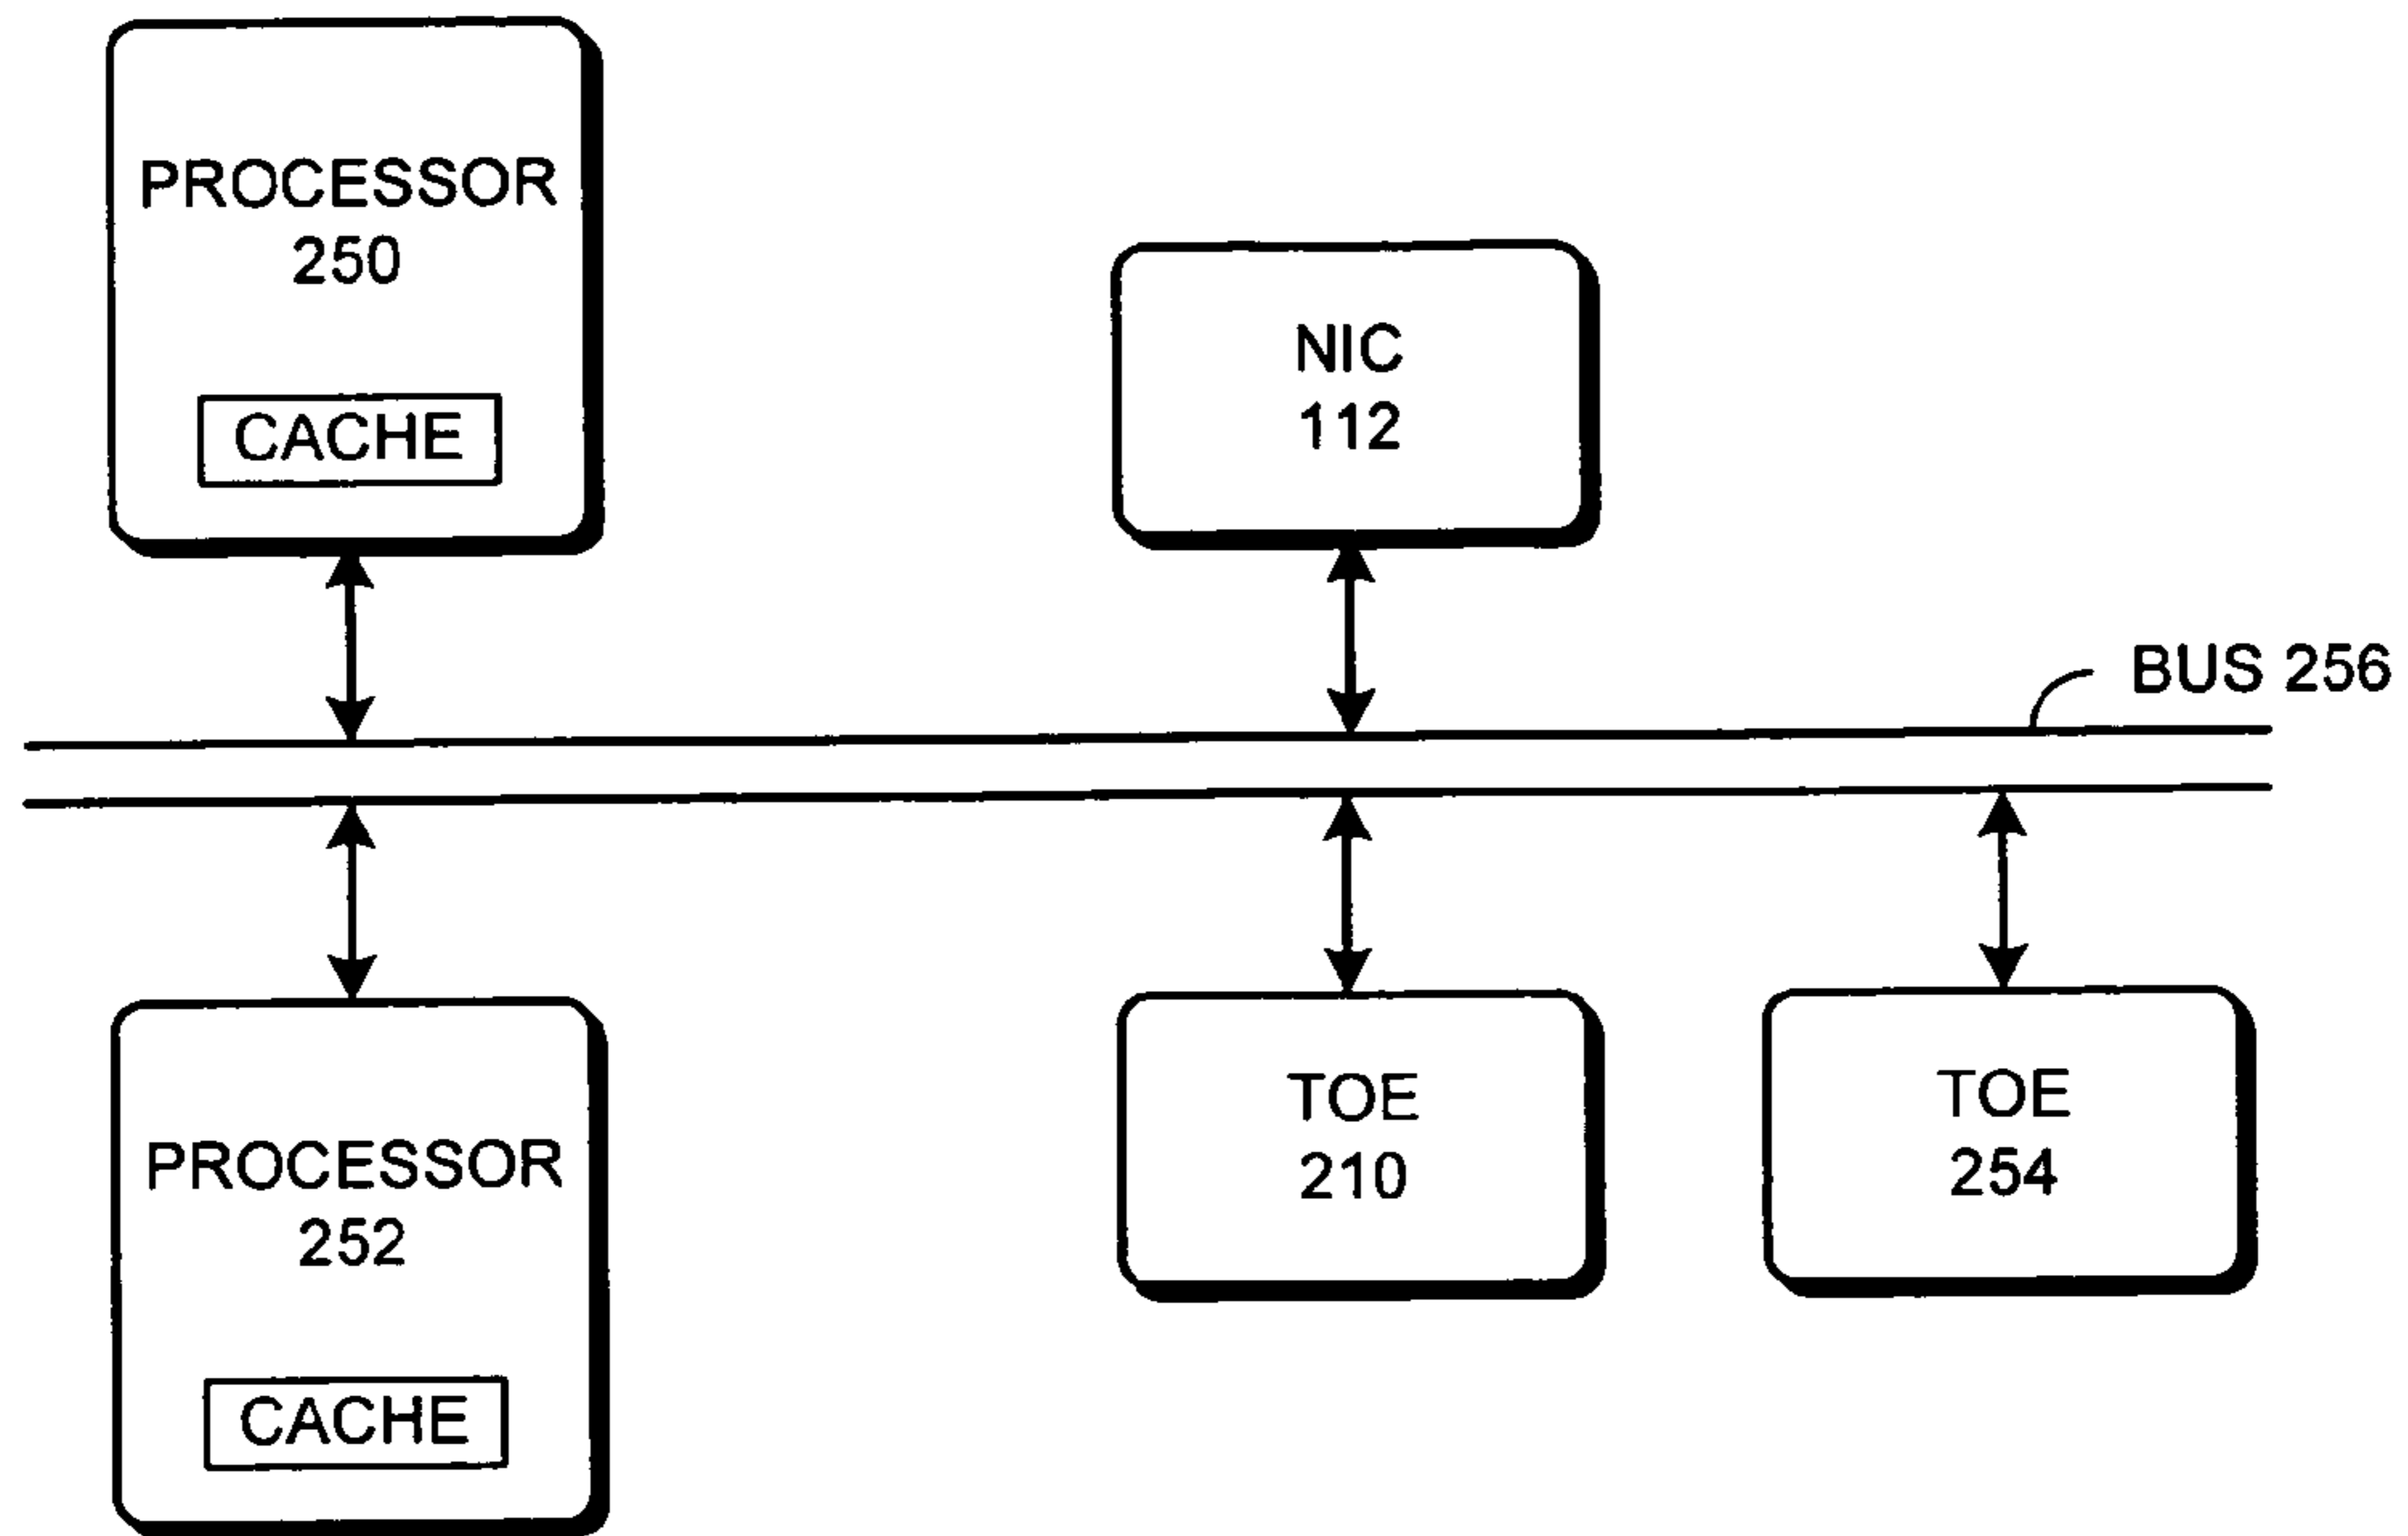 PROCESSOR
250
CACHE
NIC
112
BUS 256
PROCESSOR
252
CACHE
TOE
210
TOE
254